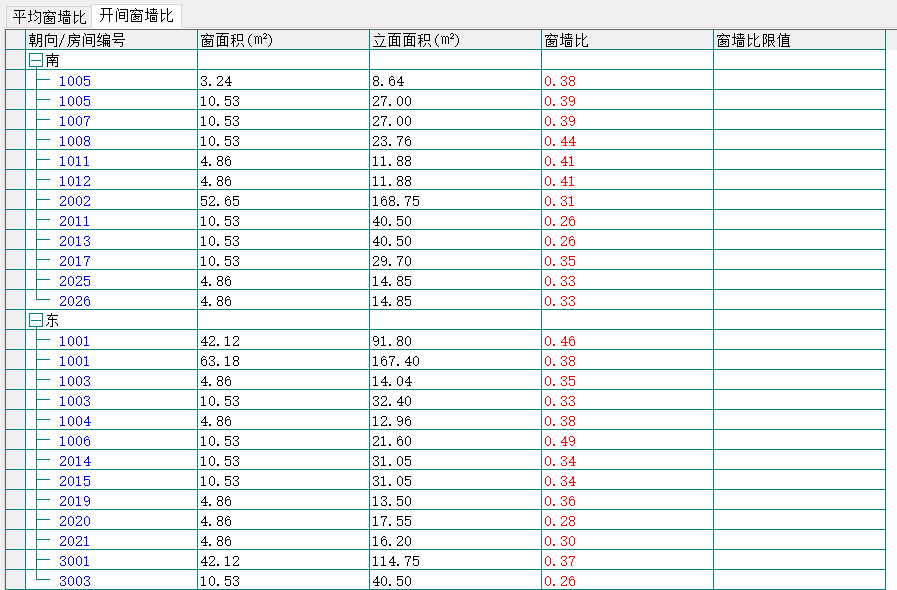 平均窗墙比 开间窗墙比
朝向/房间编号 窗面积(m²) 立面面积(m²) 窗墙比 窗墙比限值
南
1005 3.24 8.64 0.38
1005 10.53 27.00 0.39
1007 10.53 27.00 0.39
1008 10.53 23.76 0.44
1011 4.86 11.88 0.41
1012 4.86 11.88 0.41
2002 52.65 168.75 0.31
2011 10.53 40.50 0.26
2013 10.53 40.50 0.26
2017 10.53 29.70 0.35
2025 4.86 14.85 0.33
2026 4.86 14.85 0.33
东
1001 42.12 91.80 0.46
1001 63.18 167.40 0.38
1003 4.86 14.04 0.35
1003 10.53 32.40 0.33
1004 4.86 12.96 0.38
1006 10.53 21.60 0.49
2014 10.53 31.05 0.34
2015 10.53 31.05 0.34
2019 4.86 13.50 0.36
2020 4.86 17.55 0.28
2021 4.86 16.20 0.30
3001 42.12 114.75 0.37
3003 10.53 40.50 0.26